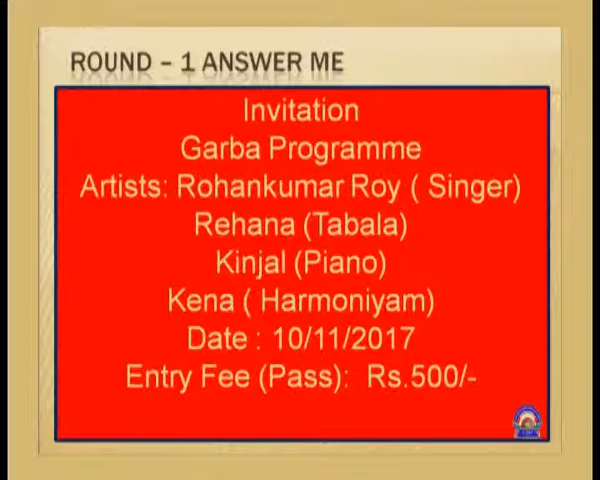 ROUND – 1 ANSWER ME
Invitation
Garba Programme
Artists: Rohankumar Roy ( Singer)
Rehana (Tabala)
Kinjal (Piano)
Kena ( Harmoniyam)
Date : 10/11/2017
Entry Fee (Pass): Rs.500/-